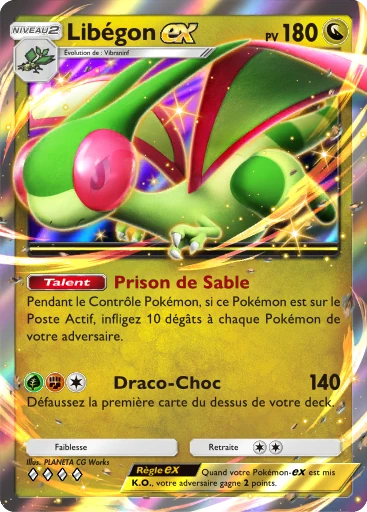 NIVEAU 2 Libégon ex PV 180
Évolution de : Vibraninf
Talent Prison de Sable
Pendant le Contrôle Pokémon, si ce Pokémon est sur le
Poste Actif, infligez 10 dégâts à chaque Pokémon de
votre adversaire.
Draco-Choc 140
Défaussez la première carte du dessus de votre deck.
Faiblesse Retraite
Illus. PLANETA CG Works
Règle ex Quand votre Pokémon-ex est mis
K.O., votre adversaire gagne 2 points.